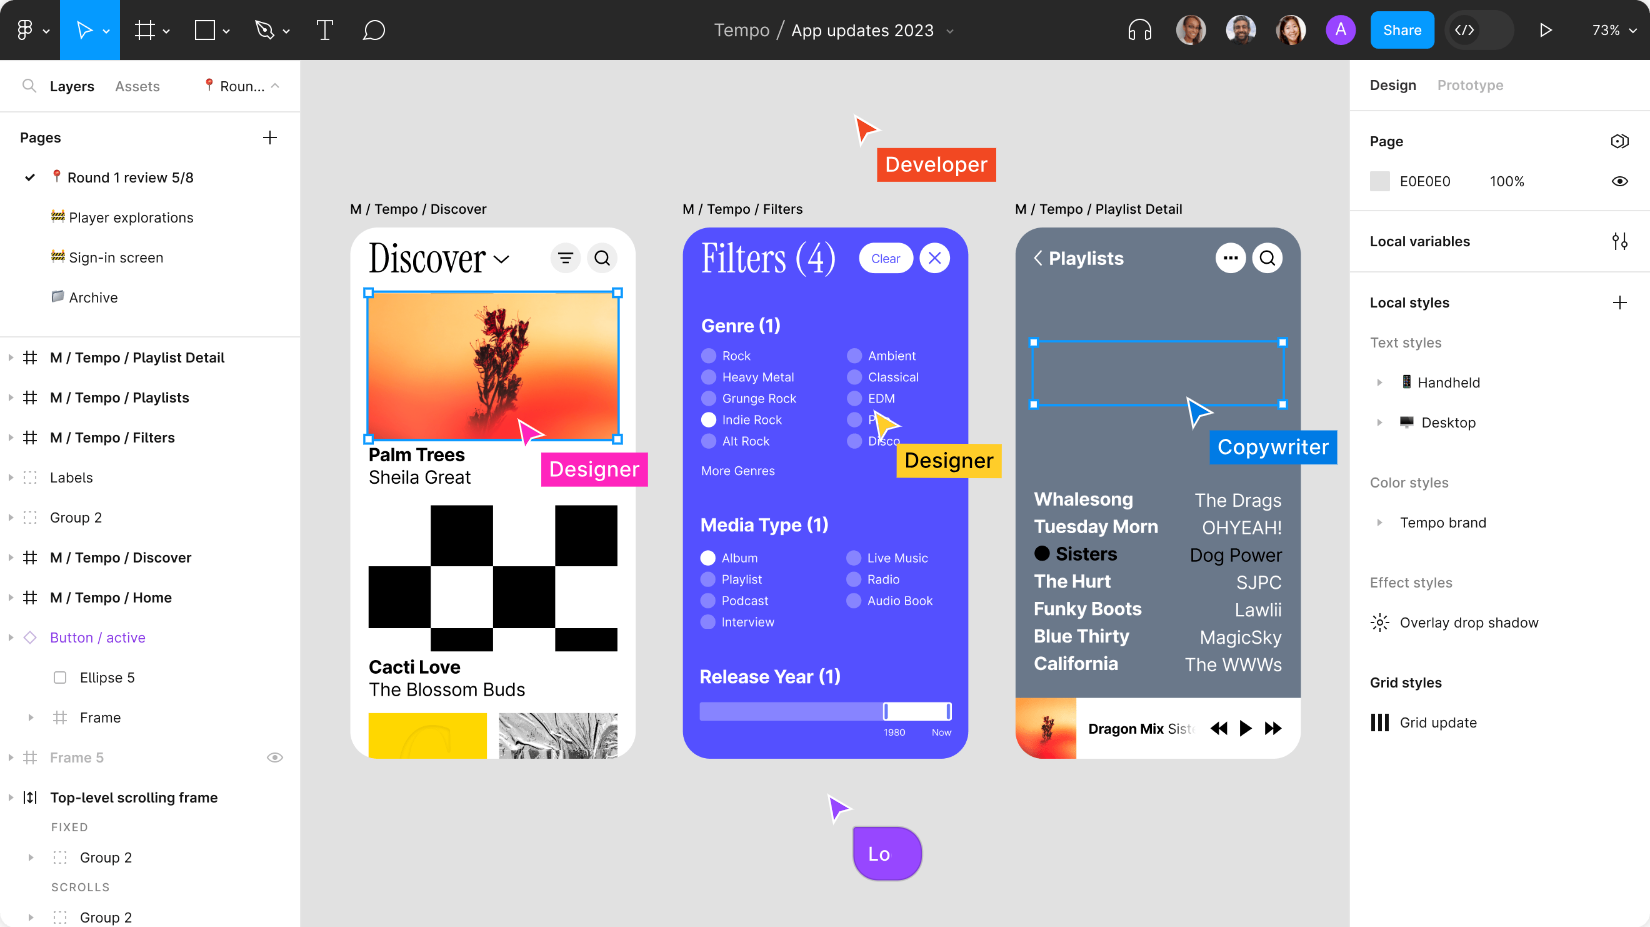 Tempo / App updates 2023
A
Share
</>
73%
Layers
Assets
Roun...
Pages
Round 1 review 5/8
Player explorations
Sign-in screen
Archive
M / Tempo / Playlist Detail
M / Tempo / Playlists
M / Tempo / Filters
Labels
Group 2
M / Tempo / Discover
M / Tempo / Home
Button / active
Ellipse 5
Frame
Frame 5
Top-level scrolling frame
FIXED
Group 2
SCROLLS
Group 2
Developer
M / Tempo / Discover
Discover
Palm Trees
Sheila Great
Designer
Cacti Love
The Blossom Buds
M / Tempo / Filters
Filters (4)
Clear
Genre (1)
Rock
Ambient
Heavy Metal
Classical
Grunge Rock
EDM
Indie Rock
Alt Rock
Disco
Designer
More Genres
Media Type (1)
Album
Live Music
Playlist
Radio
Podcast
Audio Book
Interview
Release Year (1)
1980
Now
Lo
M / Tempo / Playlist Detail
Playlists
Copywriter
Whalesong The Drags
Tuesday Morn OHYEAH!
Sisters Dog Power
The Hurt SJPC
Funky Boots Lawlii
Blue Thirty MagicSky
California The WWWs
Dragon Mix Siste
Design
Prototype
Page
E0E0E0 100%
Local variables
Local styles
Text styles
Handheld
Desktop
Color styles
Tempo brand
Effect styles
Overlay drop shadow
Grid styles
Grid update